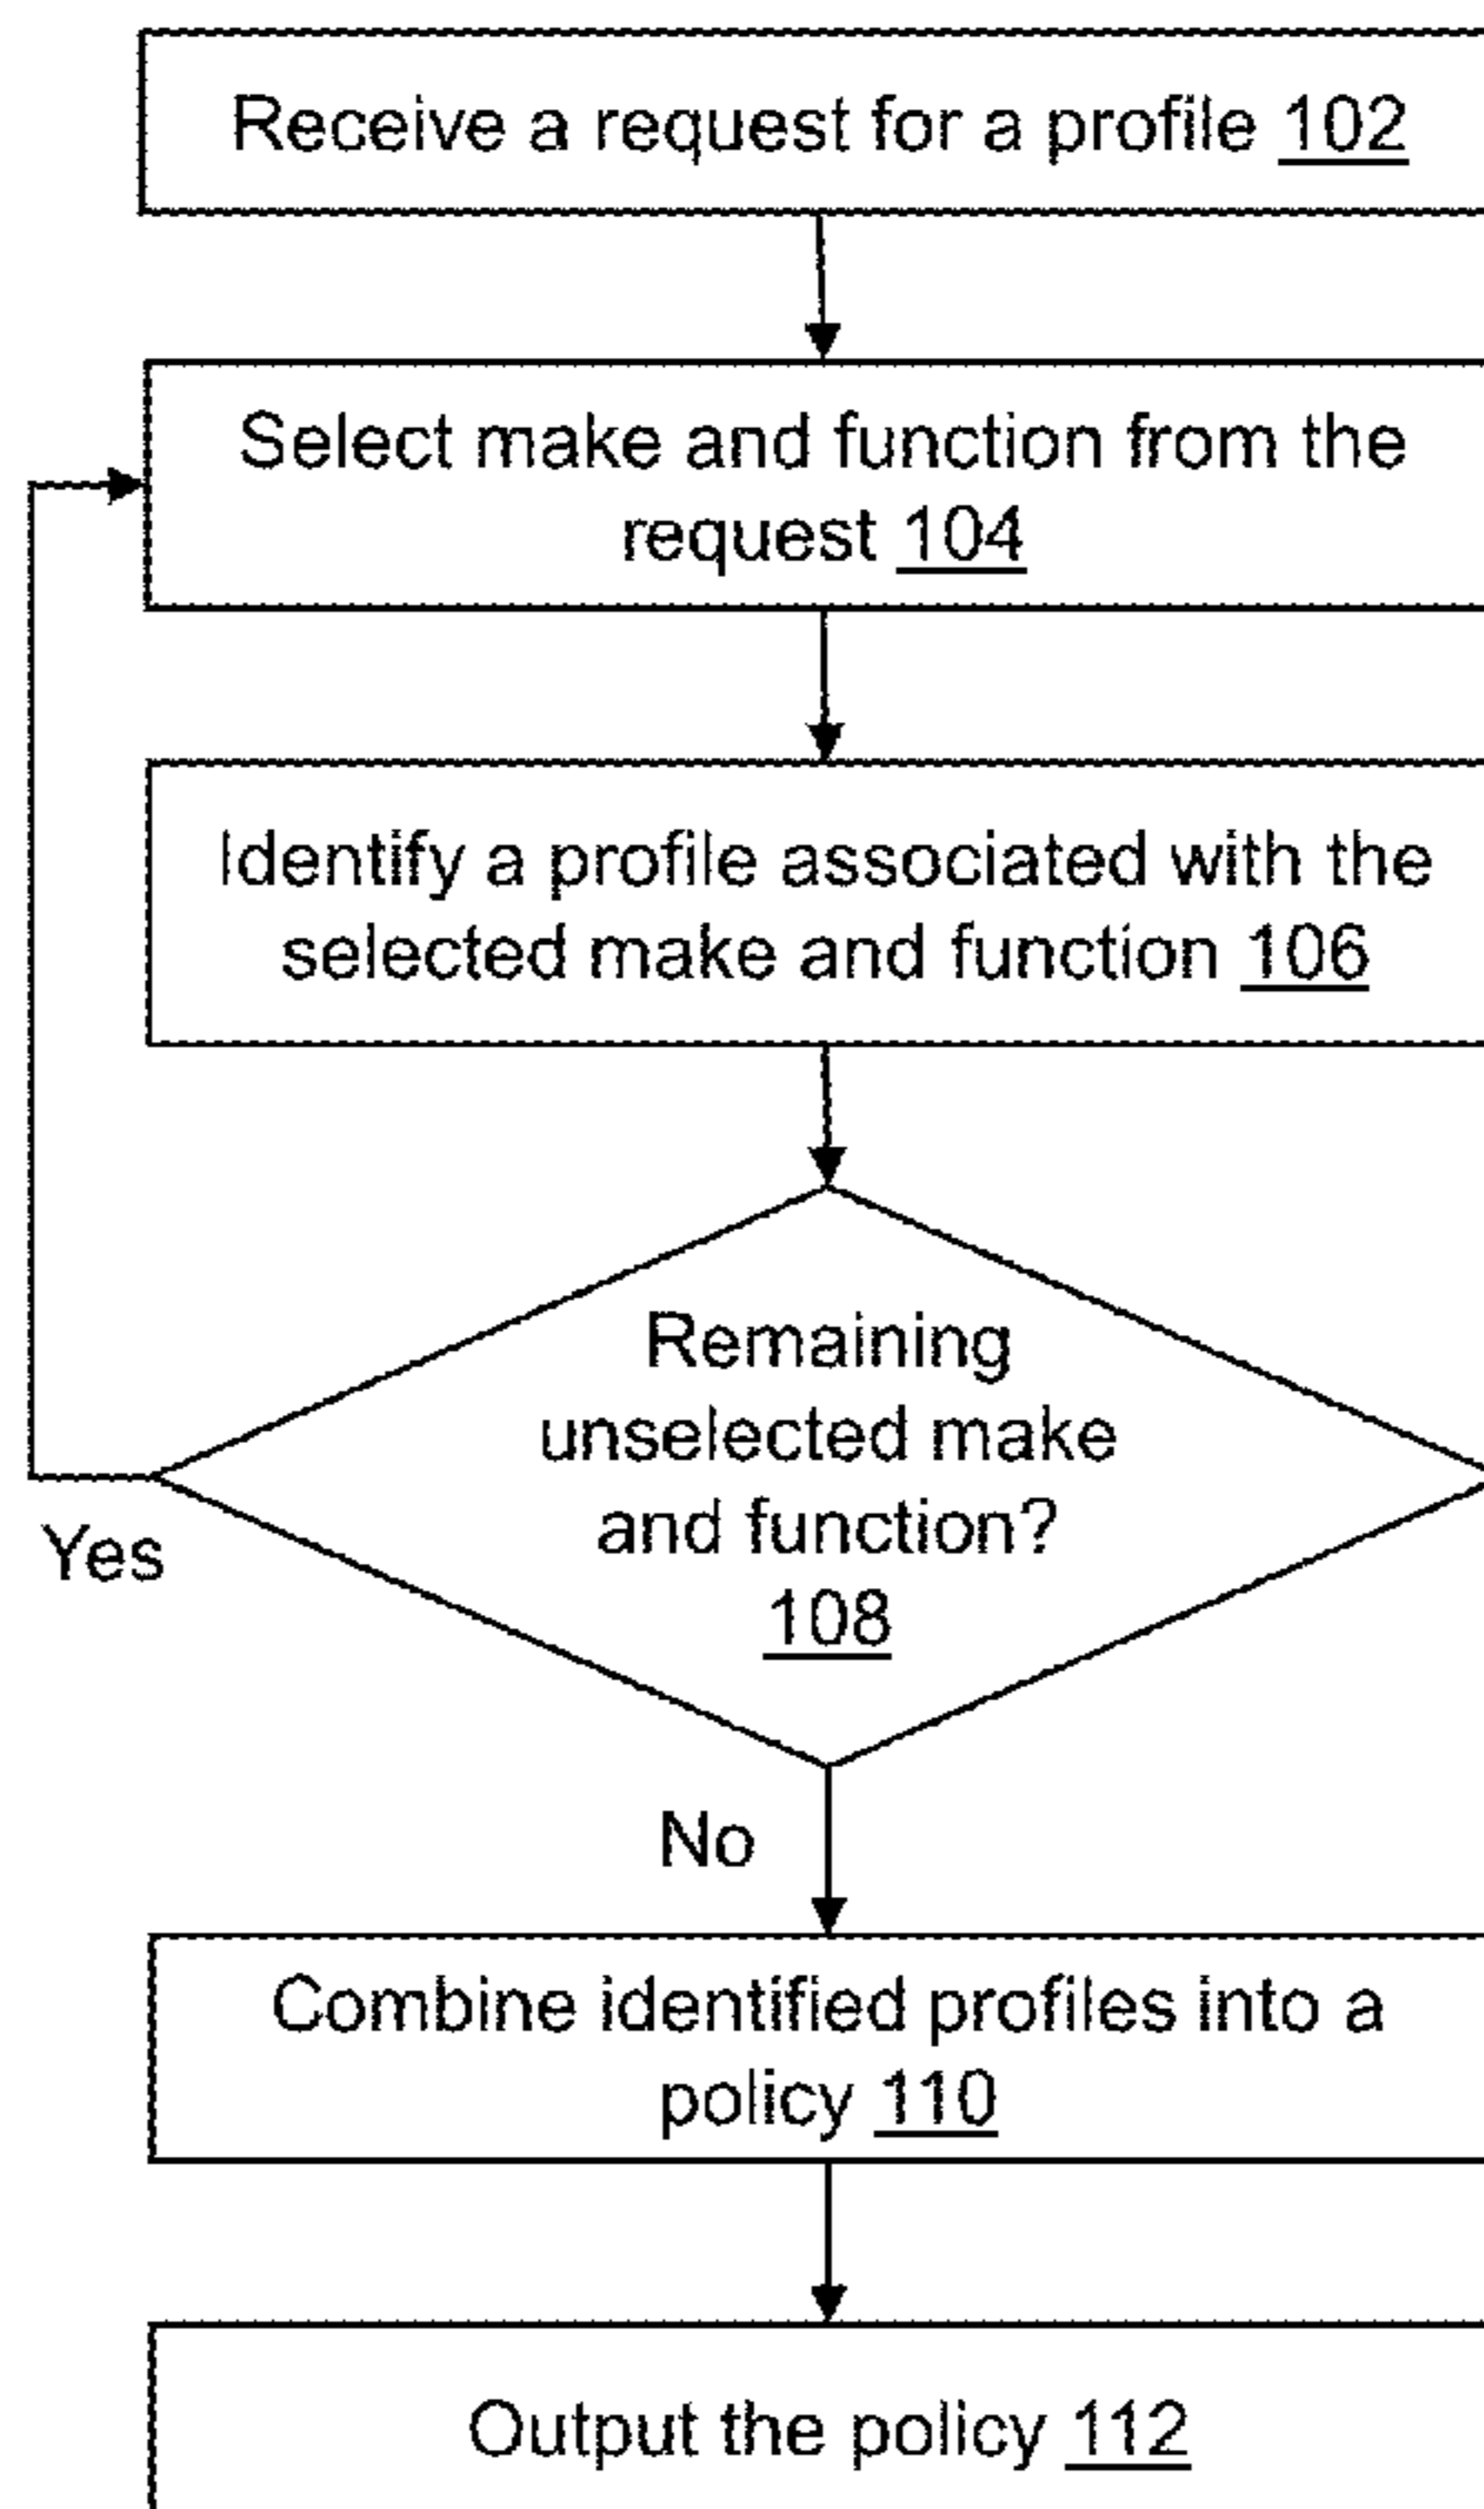 Receive a request for a profile 102
Select make and function from the
request 104
Identify a profile associated with the
selected make and function 106
Remaining
unselected make
and function?
108
Yes
No
Combine identified profiles into a
policy 110
Output the policy 112